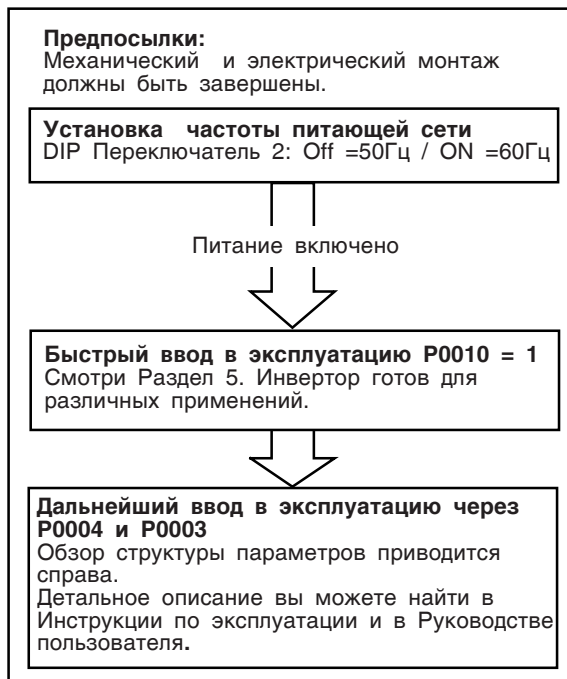 Предпосылки:
Механический и электрический монтаж
должны быть завершены.
Установка частоты питающей сети
DIP Переключатель 2: Off =50Гц / ON =60Гц
Питание включено
Быстрый ввод в эксплуатацию P0010 = 1
Смотри Раздел 5. Инвертор готов для
различных применений.
Дальнейший ввод в эксплуатацию через
P0004 и P0003
Обзор структуры параметров приводится
справа.
Детальное описание вы можете найти в
Инструкции по эксплуатации и в Руководстве
пользователя.